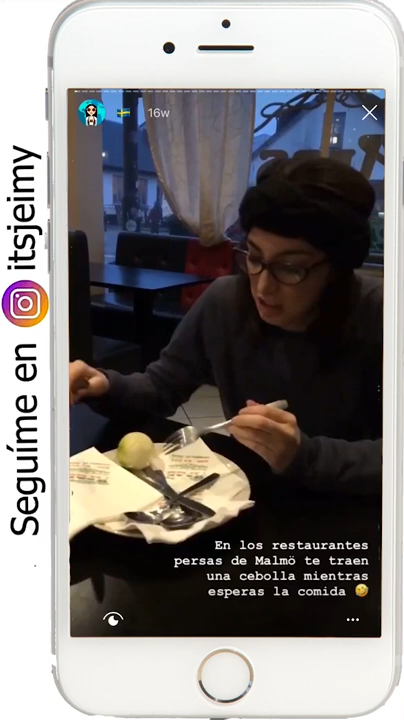 Seguíme en itsjeimy
16w
En los restaurantes
persas de Malmö te traen
una cebolla mientras
esperas la comida 🤣